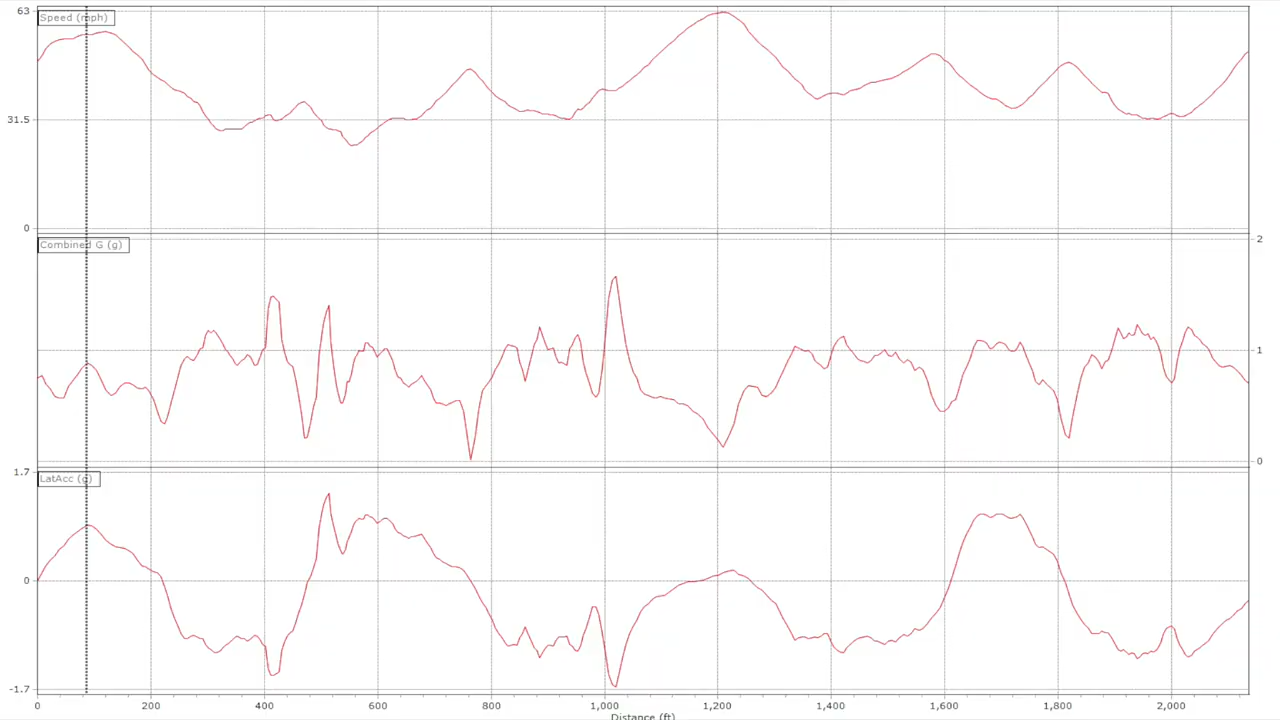 63
Speed (mph)
31.5
0
Combined G (g)
2
1
0
1.7
LatAcc (g)
0
-1.7
0 200 400 600 800 1,000 1,200 1,400 1,600 1,800 2,000
Distance (ft)